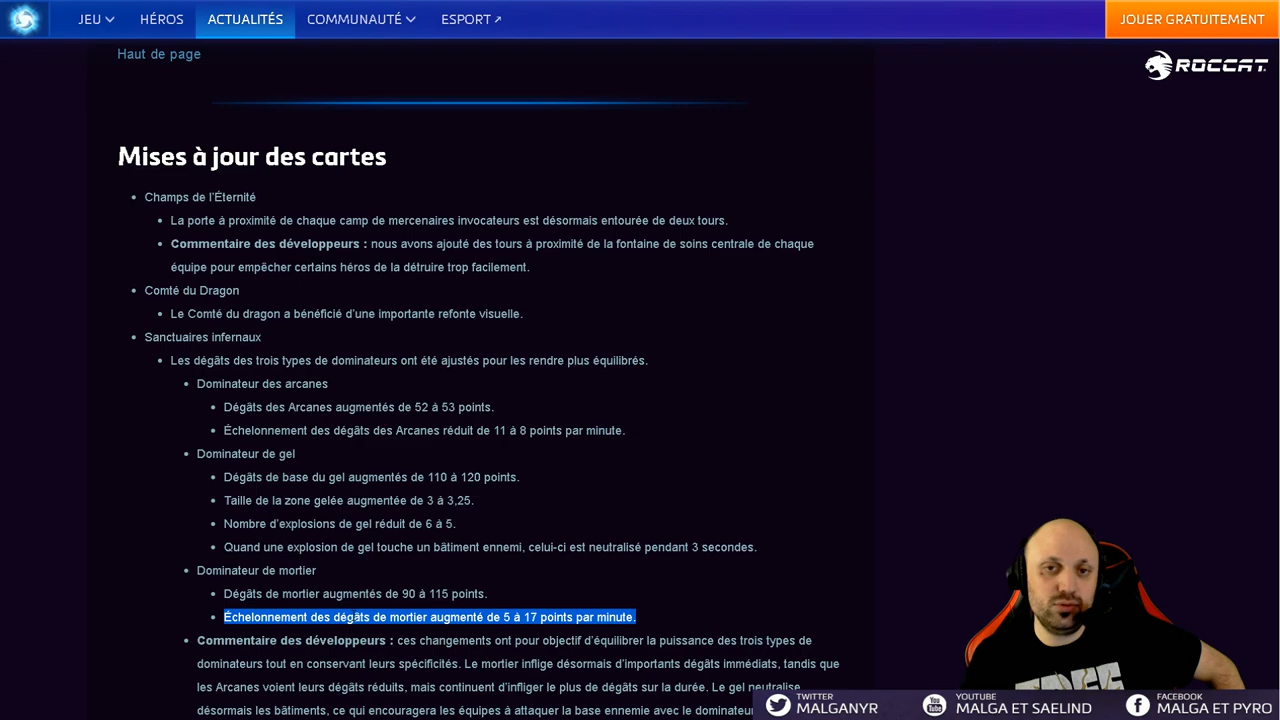 JEU HÉROS ACTUALITÉS COMMUNAUTÉ ESPORT JOUER GRATUITEMENT
Haut de page
ROCCAT
Mises à jour des cartes
Champs de l'Éternité
La porte à proximité de chaque camp de mercenaires invocateurs est désormais entourée de deux tours.
Commentaire des développeurs : nous avons ajouté des tours à proximité de la fontaine de soins centrale de chaque
équipe pour empêcher certains héros de la détruire trop facilement.
Comté du Dragon
Le Comté du dragon a bénéficié d'une importante refonte visuelle.
Sanctuaires infernaux
Les dégâts des trois types de dominateurs ont été ajustés pour les rendre plus équilibrés.
Dominateur des arcanes
Dégâts des Arcanes augmentés de 52 à 53 points.
Échelonnement des dégâts des Arcanes réduit de 11 à 8 points par minute.
Dominateur de gel
Dégâts de base du gel augmentés de 110 à 120 points.
Taille de la zone gelée augmentée de 3 à 3,25.
Nombre d'explosions de gel réduit de 6 à 5.
Quand une explosion de gel touche un bâtiment ennemi, celui-ci est neutralisé pendant 3 secondes.
Dominateur de mortier
Dégâts de mortier augmentés de 90 à 115 points.
Échelonnement des dégâts de mortier augmenté de 5 à 17 points par minute.
Commentaire des développeurs : ces changements ont pour objectif d'équilibrer la puissance des trois types de
dominateurs tout en conservant leurs spécificités. Le mortier inflige désormais d'importants dégâts immédiats, tandis que
les Arcanes voient leurs dégâts réduits, mais continuent d'infliger le plus de dégâts sur la durée. Le gel neutralise
désormais les bâtiments, ce qui encouragera les équipes à attaquer la base ennemie avec le dominateur
TWITTER
MALGANYR
YOUTUBE
MALGA ET SAELIND
FACEBOOK
MALGA ET PYRO